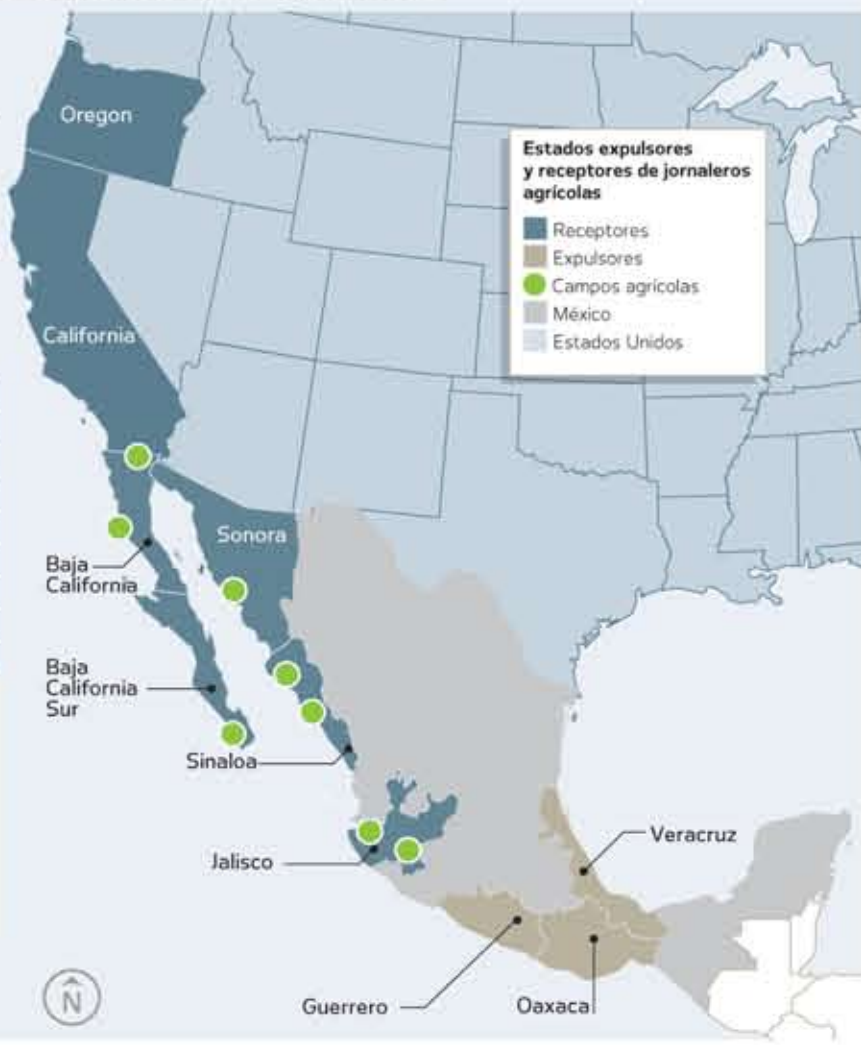 Oregon
Estados expulsores
y receptores de jornaleros
agrícolas
Receptores
Expulsores
Campos agrícolas
México
Estados Unidos
California
Sonora
Baja
California
Baja
California
Sur
Sinaloa
Jalisco
Veracruz
Guerrero
Oaxaca
N